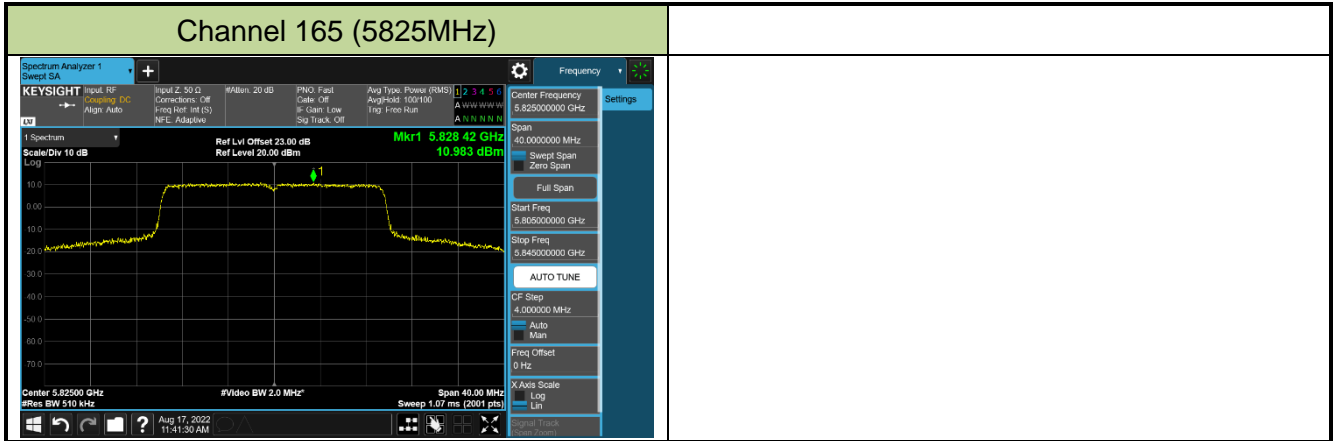 Channel 165 (5825MHz)
Spectrum Analyzer 1
Swept SA
+
Frequency
KEYSIGHT
Input: RF
Coupling: DC
Align: Auto
LXI
Input Z: 50 Ω
Corrections: Off
Freq Ref: Int (S)
NFE: Adaptive
#Atten: 20 dB
PNO: Fast
Gate: Off
IF Gain: Low
Sig Track: Off
Avg Type: Power (RMS)
Avg|Hold: 100/100
Trig: Free Run
1 2 3 4 5 6
A W W W W W
A N N N N N
Center Frequency
5.825000000 GHz
Settings
Span
40.0000000 MHz
Swept Span
Zero Span
Full Span
Start Freq
5.805000000 GHz
Stop Freq
5.845000000 GHz
AUTO TUNE
CF Step
4.000000 MHz
Auto
Man
Freq Offset
0 Hz
X Axis Scale
Log
Lin
Signal Track
(Span Zoom)
1 Spectrum
Scale/Div 10 dB
Log
Ref Lvl Offset 23.00 dB
Ref Level 20.00 dBm
Mkr1 5.828 42 GHz
10.983 dBm
1
10.0
0.00
-10.0
-20.0
-30.0
-40.0
-50.0
-60.0
-70.0
Center 5.82500 GHz
#Res BW 510 kHz
#Video BW 2.0 MHz*
Span 40.00 MHz
Sweep 1.07 ms (2001 pts)
?
Aug 17, 2022
11:41:30 AM